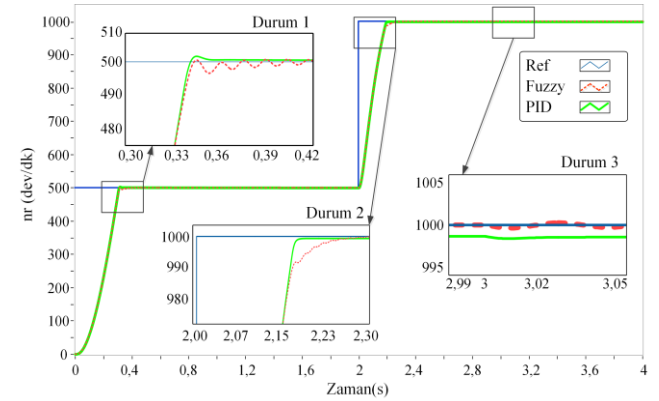 Durum 1
510
500
490
480
0,30 0,33 0,36 0,39 0,42
Durum 2
1000
990
980
2,00 2,07 2,15 2,23 2,30
Ref
Fuzzy
PID
Durum 3
1005
1000
995
2,99 3 3,02 3,05
nr (dev/dk)
1000
900
800
700
600
500
400
300
200
100
0
0 0,4 0,8 1,2 1,6 2 2,4 2,8 3,2 3,6 4
Zaman(s)